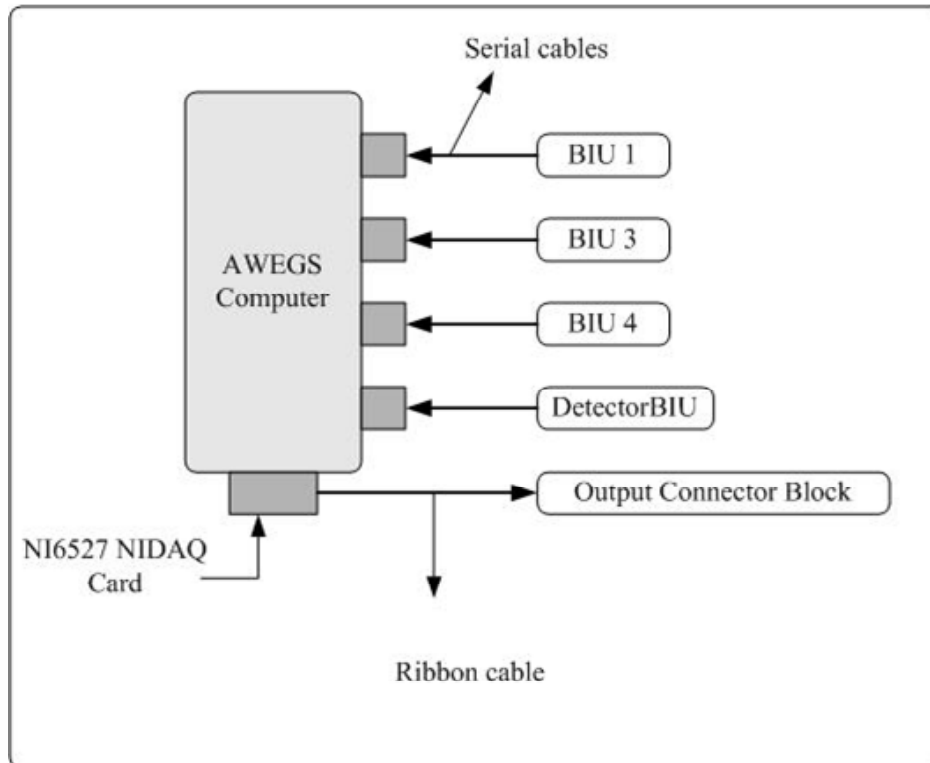 Serial cables
BIU 1
BIU 3
AWEGS
Computer
BIU 4
DetectorBIU
Output Connector Block
NI6527 NIDAQ
Card
Ribbon cable